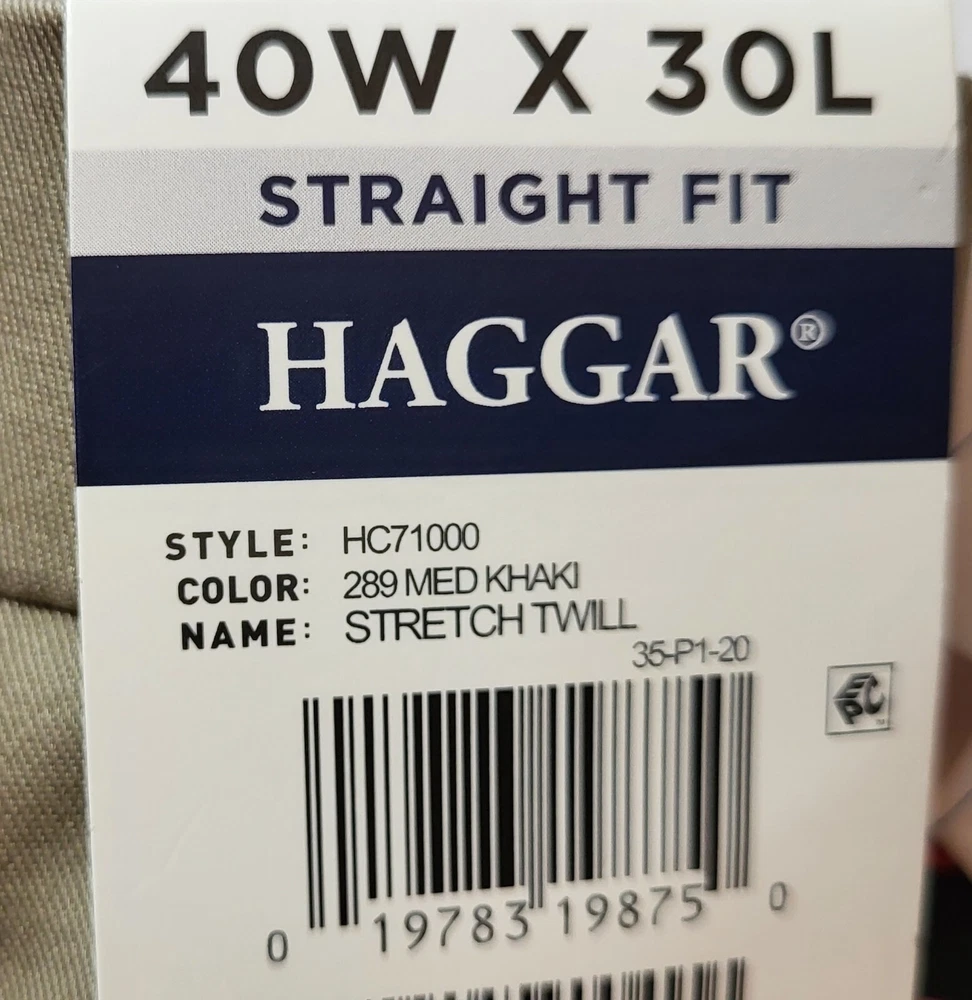 40W X 30L
STRAIGHT FIT
HAGGAR®
STYLE: HC71000
COLOR: 289 MED KHAKI
NAME: STRETCH TWILL
35-P1-20
EPC™
0 19783 19875 0